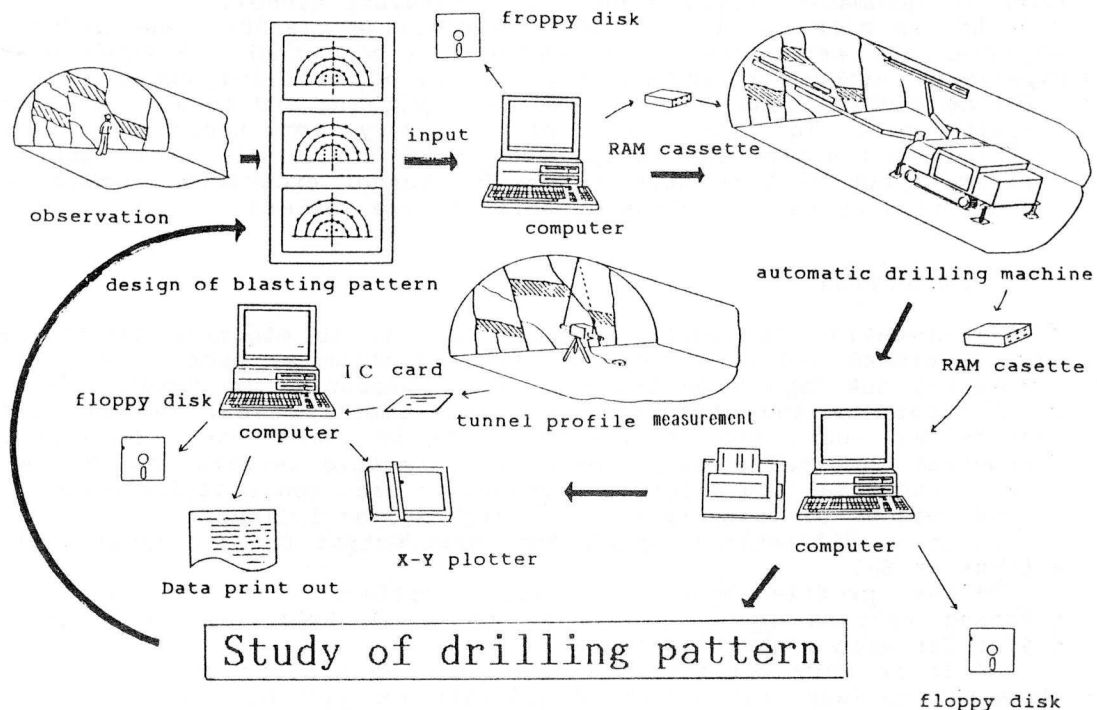 froppy disk
input
RAM cassette
observation
computer
design of blasting pattern
automatic drilling machine
IC card
RAM casette
floppy disk
tunnel profile measurement
computer
X-Y plotter
computer
Data print out
Study of drilling pattern
floppy disk